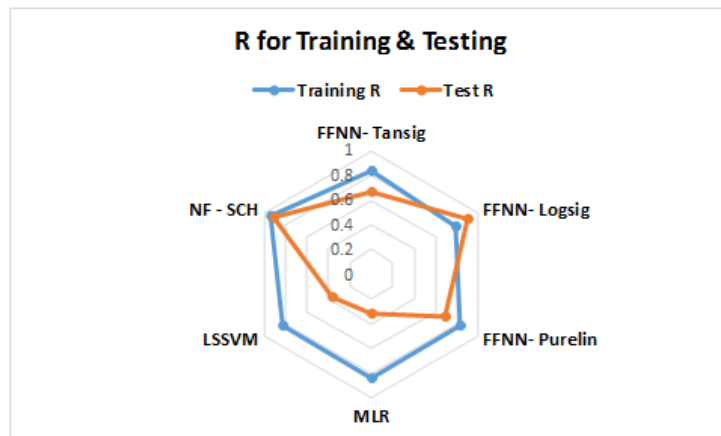 R for Training & Testing
Training R Test R
FFNN- Tansig
1
0.8
0.6
0.4
0.2
0
NF - SCH
FFNN- Logsig
LSSVM
FFNN- Purelin
MLR